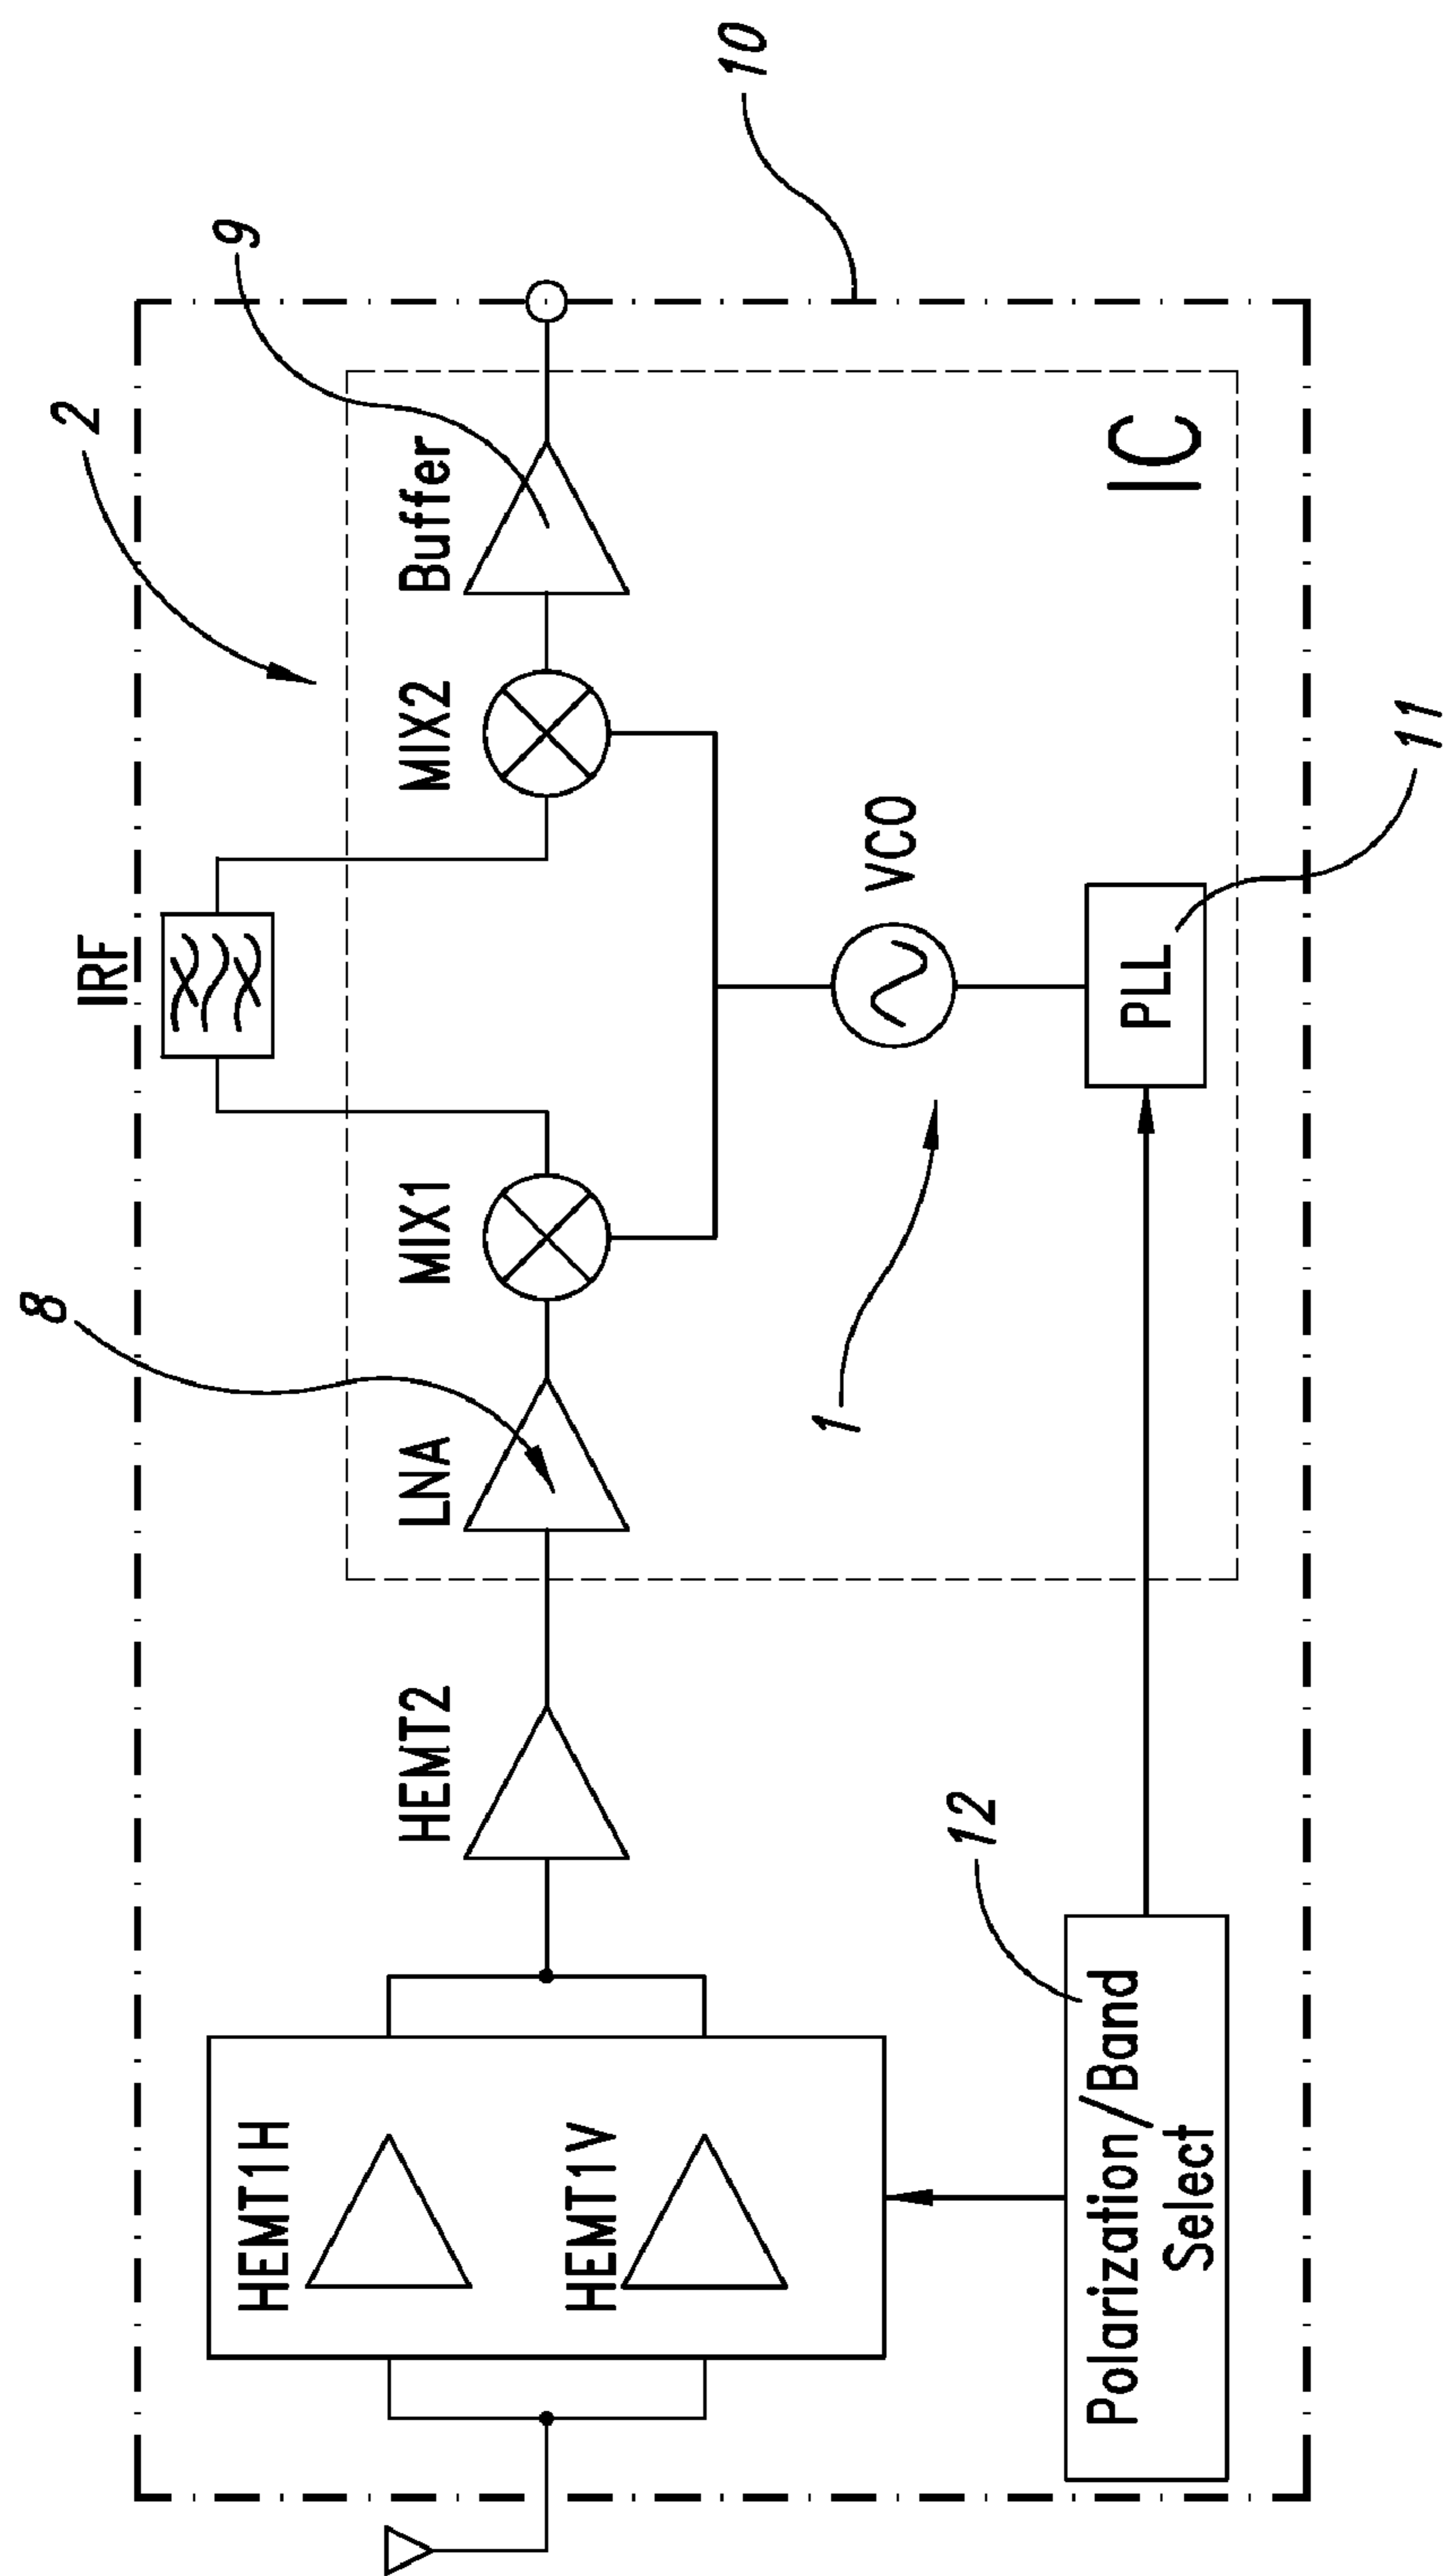 10
9
2
IRF
Buffer
MIX2
MIX1
8
LNA
HEMT2
HEMT1H
HEMT1V
VCO
1
IC
PLL
11
12
Polarization/Band
Select